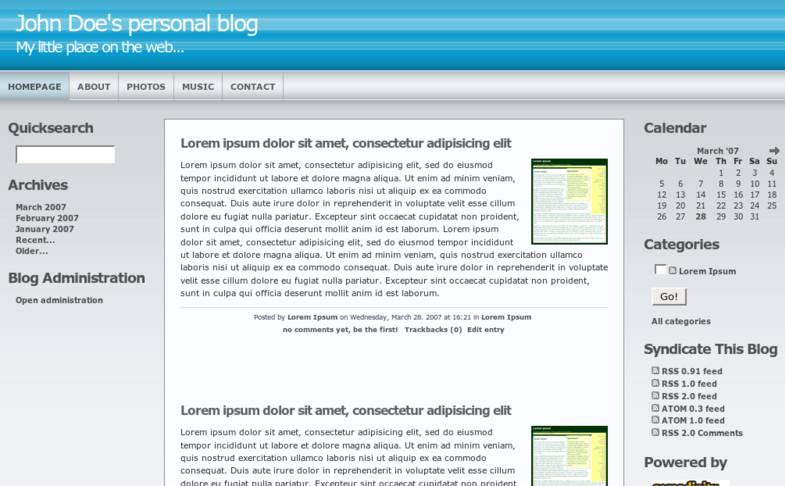 John Doe's personal blog
My little place on the web...
HOMEPAGE ABOUT PHOTOS MUSIC CONTACT
Quicksearch
Archives
March 2007
February 2007
January 2007
Recent...
Older...
Blog Administration
Open administration
Lorem ipsum dolor sit amet, consectetur adipisicing elit
Lorem ipsum dolor sit amet, consectetur adipisicing elit, sed do eiusmod
tempor incididunt ut labore et dolore magna aliqua. Ut enim ad minim veniam,
quis nostrud exercitation ullamco laboris nisi ut aliquip ex ea commodo
consequat. Duis aute irure dolor in reprehenderit in voluptate velit esse cillum
dolore eu fugiat nulla pariatur. Excepteur sint occaecat cupidatat non proident,
sunt in culpa qui officia deserunt mollit anim id est laborum. Lorem ipsum
dolor sit amet, consectetur adipisicing elit, sed do eiusmod tempor incididunt
ut labore et dolore magna aliqua. Ut enim ad minim veniam, quis nostrud exercitation ullamco
laboris nisi ut aliquip ex ea commodo consequat. Duis aute irure dolor in reprehenderit in voluptate
velit esse cillum dolore eu fugiat nulla pariatur. Excepteur sint occaecat cupidatat non proident,
sunt in culpa qui officia deserunt mollit anim id est laborum.
Posted by Lorem Ipsum on Wednesday, March 28. 2007 at 16:21 in Lorem Ipsum
no comments yet, be the first! Trackbacks (0) Edit entry
Lorem ipsum dolor sit amet, consectetur adipisicing elit
Lorem ipsum dolor sit amet, consectetur adipisicing elit, sed do eiusmod
tempor incididunt ut labore et dolore magna aliqua. Ut enim ad minim veniam,
quis nostrud exercitation ullamco laboris nisi ut aliquip ex ea commodo
consequat. Duis aute irure dolor in reprehenderit in voluptate velit esse cillum
dolore eu fugiat nulla pariatur. Excepteur sint occaecat cupidatat non proident
Calendar
March '07
Mo Tu We Th Fr Sa Su
1 2 3 4
5 6 7 8 9 10 11
12 13 14 15 16 17 18
19 20 21 22 23 24 25
26 27 28 29 30 31
Categories
Lorem Ipsum
Go!
All categories
Syndicate This Blog
RSS 0.91 feed
RSS 1.0 feed
RSS 2.0 feed
ATOM 0.3 feed
ATOM 1.0 feed
RSS 2.0 Comments
Powered by